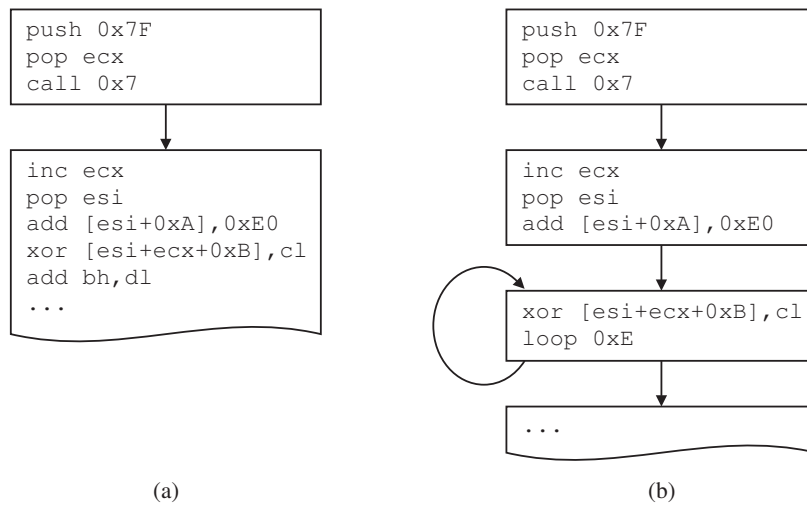 push 0x7F
pop ecx
call 0x7
inc ecx
pop esi
add [esi+0xA],0xE0
xor [esi+ecx+0xB],cl
add bh,dl
...
(a)
push 0x7F
pop ecx
call 0x7
inc ecx
pop esi
add [esi+0xA],0xE0
xor [esi+ecx+0xB],cl
loop 0xE
...
(b)